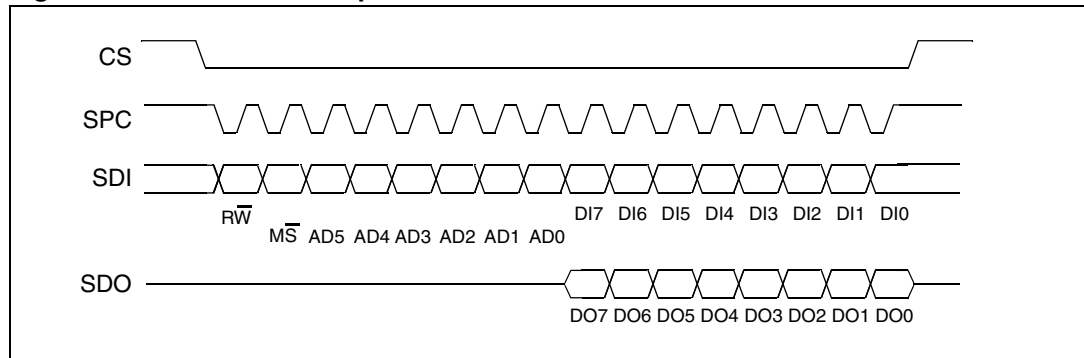 CS
SPC
SDI
RW̅
DI7 DI6 DI5 DI4 DI3 DI2 DI1 DI0
MS̅ AD5 AD4 AD3 AD2 AD1 AD0
SDO
DO7 DO6 DO5 DO4 DO3 DO2 DO1 DO0